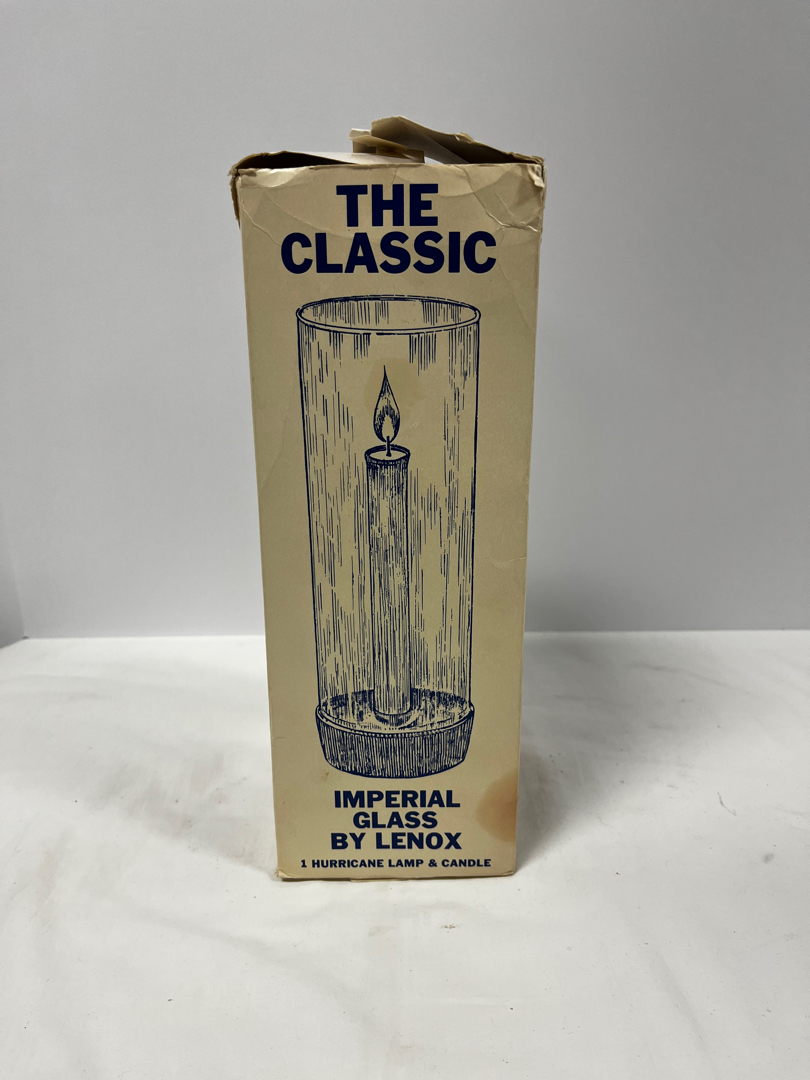 THE
CLASSIC
IMPERIAL
GLASS
BY LENOX
1 HURRICANE LAMP & CANDLE